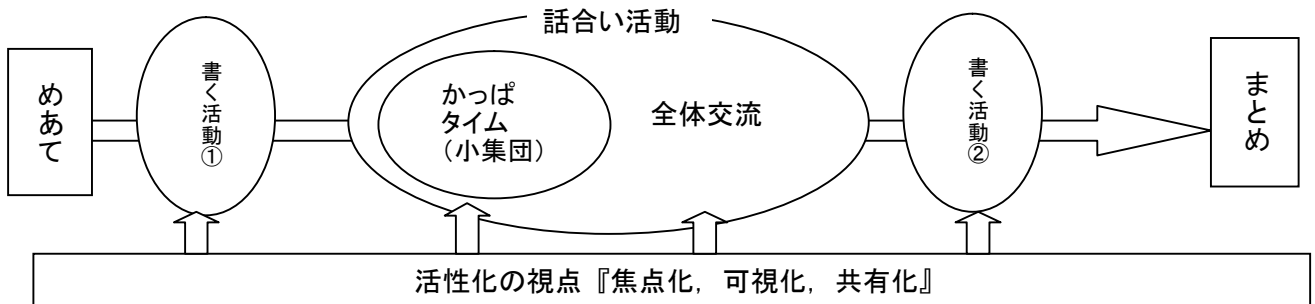 話合い活動
めあて
書く活動①
かっぱ
タイム
（小集団）
全体交流
書く活動②
まとめ
活性化の視点『焦点化，可視化，共有化』